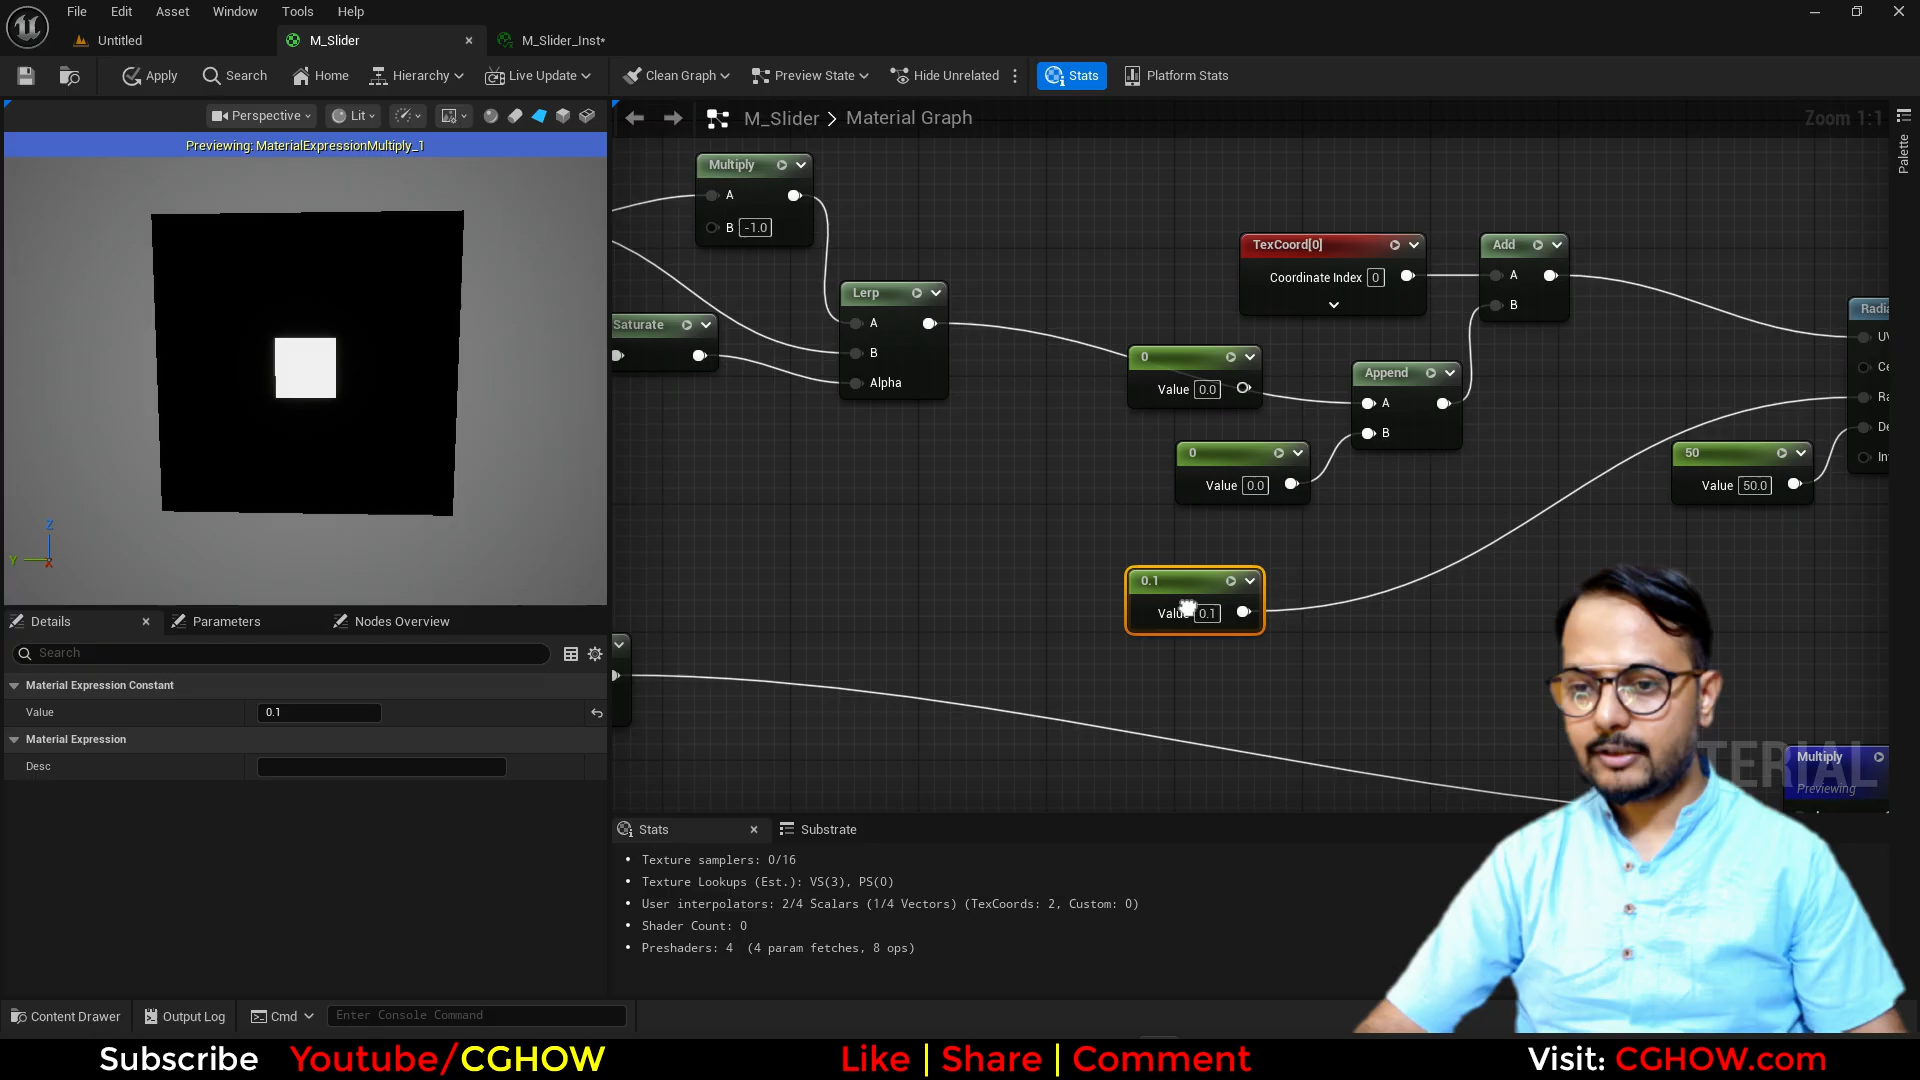 File Edit Asset Window Tools Help
Untitled M_Slider M_Slider_Inst*
Apply Search Home Hierarchy Live Update Clean Graph Preview State Hide Unrelated Stats Platform Stats
Perspective Lit
Previewing: MaterialExpressionMultiply_1
M_Slider > Material Graph
Zoom 1:1
Palette
Multiply
A
B -1.0
TexCoord[0]
Coordinate Index 0
Add
A
B
Lerp
A
B
Alpha
Saturate
0
Value 0.0
Append
A
B
0
Value 0.0
50
Value 50.0
0.1
Value 0.1
Multiply
Previewing
Z
Y
X
Details Parameters Nodes Overview
Search
Material Expression Constant
Value 0.1
Material Expression
Desc
Stats Substrate
• Texture samplers: 0/16
• Texture Lookups (Est.): VS(3), PS(0)
• User interpolators: 2/4 Scalars (1/4 Vectors) (TexCoords: 2, Custom: 0)
• Shader Count: 0
• Preshaders: 4 (4 param fetches, 8 ops)
Content Drawer Output Log Cmd Enter Console Command
Subscribe Youtube/CGHOW Like | Share | Comment Visit: CGHOW.com